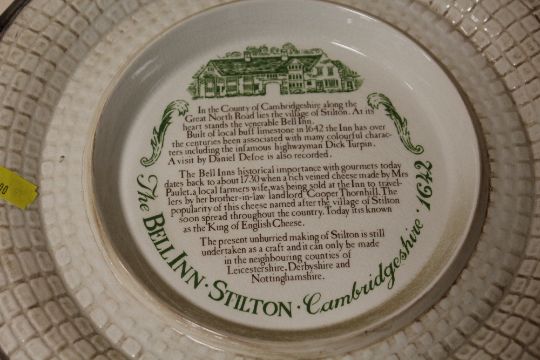 In the County of Cambridgeshire along the
Great North Road lies the village of Stilton. At its
heart stands the venerable Bell Inn.
Built of local buff limestone in 1642 the Inn has over
the centuries been associated with many colourful charac-
ters including the infamous highwayman Dick Turpin.
A visit by Daniel Defoe is also recorded.
The Bell Inns historical importance with gourmets today
dates back to about 1730 when a rich veined cheese made by Mrs
Paulet, a local farmers wife, was being sold at the Inn to travel-
lers by her brother-in-law landlord Cooper Thornhill. The
popularity of this cheese named after the village of Stilton
soon spread throughout the country. Today it is known
as the King of English Cheese.
The present unhurried making of Stilton is still
undertaken as a craft and it can only be made
in the neighbouring counties of
Leicestershire, Derbyshire and
Nottinghamshire.
The BELL INN · STILTON · Cambridgeshire · 1642